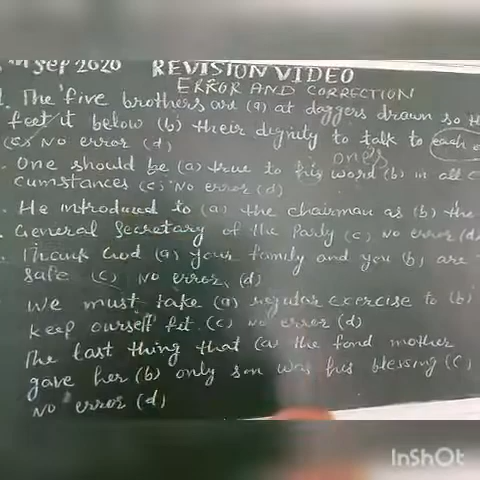 Sep 2020 REVISION VIDEO
ERROR AND CORRECTION
1. The five brothers are (a) at daggers drawn so
feel it below (b) their dignity to talk to each
(c) No error (d)
one's
One should be (a) true to his word (b) in all
cumstances (c) No error (d)
He introduced to (a) the chairman as (b) the
General Secretary of the Party (c) No error (d)
Thank God (a) your family and you (b) are
safe (c) No error (d)
We must take (a) regular exercise to (b)
keep ourself fit. (c) No error (d)
The last thing that (a) the fond mother
gave her (b) only son was his blessing (c)
No error (d)
InShOt